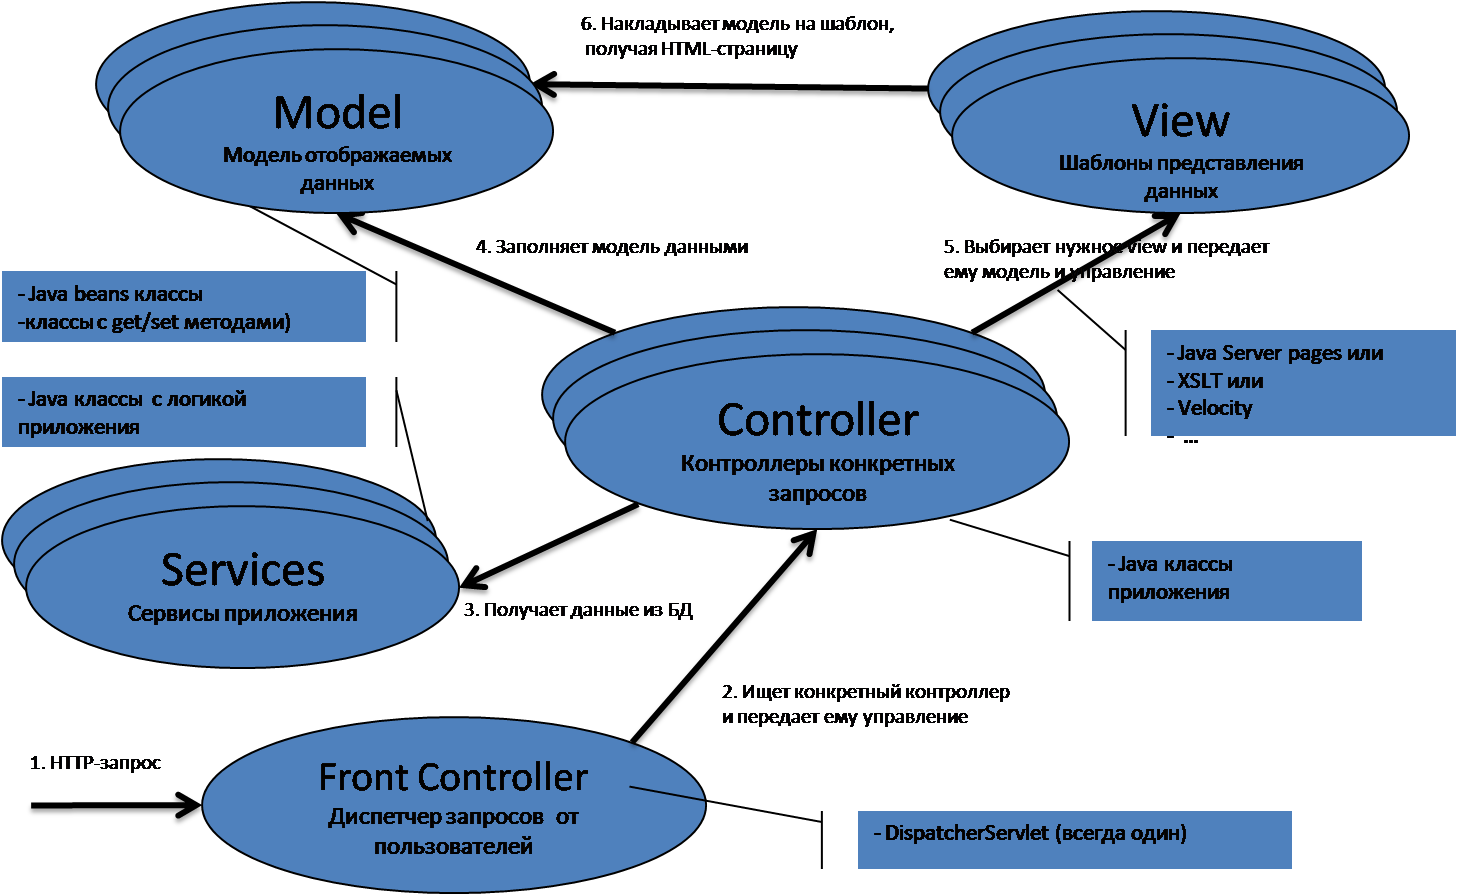 6. Накладывает модель на шаблон,
получая HTML-страницу
Model
Модель отображаемых
данных
View
Шаблоны представления
данных
4. Заполняет модель данными
5. Выбирает нужное view и передает
ему модель и управление
- Java beans классы
-классы с get/set методами)
- Java Server pages или
- XSLT или
- Velocity
- ...
- Java классы с логикой
приложения
Controller
Контроллеры конкретных
запросов
Services
Сервисы приложения
3. Получает данные из БД
- Java классы
приложения
2. Ищет конкретный контроллер
и передает ему управление
1. HTTP-запрос
Front Controller
Диспетчер запросов от
пользователей
- DispatcherServlet (всегда один)